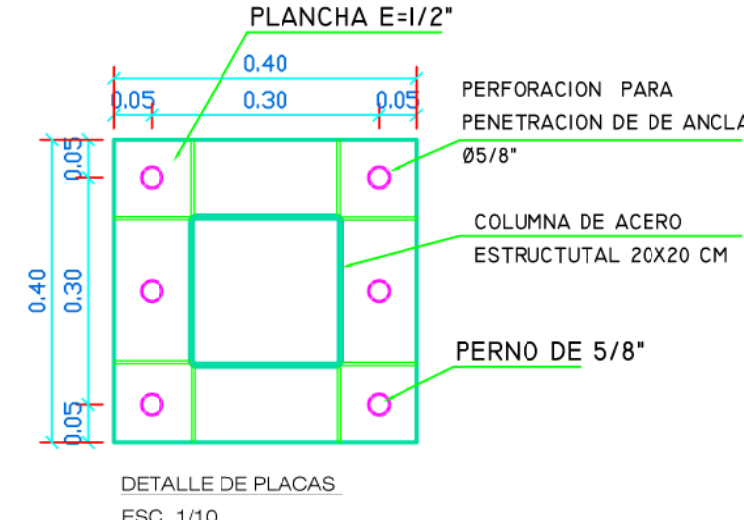 PLANCHA E=1/2"
0.40
0.05 0.30 0.05
PERFORACION PARA
PENETRACION DE DE ANCLA
Ø5/8"
0.05
COLUMNA DE ACERO
ESTRUCTUTAL 20X20 CM
0.40
0.30
PERNO DE 5/8"
0.05
DETALLE DE PLACAS
ESC. 1/10